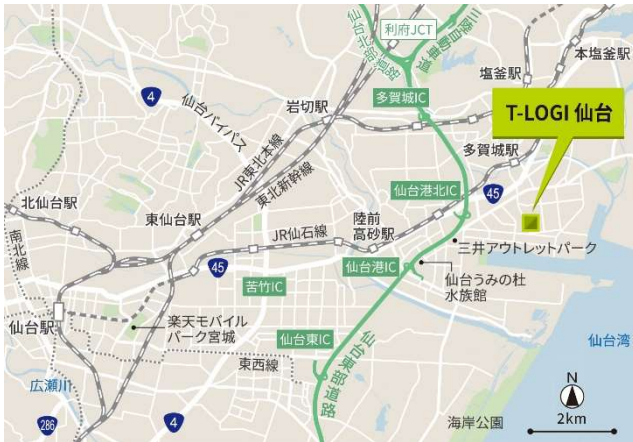 利府JCT
仙台北部道路
三陸自動車道
本塩釜駅
塩釜駅
4
仙台バイパス
岩切駅
多賀城IC
T-LOGI 仙台
JR東北本線
東北新幹線
多賀城駅
仙台港北IC
45
北仙台駅
東仙台駅
陸前
高砂駅
JR仙石線
南北線
三井アウトレットパーク
45
仙台港IC
苦竹IC
仙台うみの杜
水族館
仙台駅
楽天モバイル
パーク宮城
仙台東IC
仙台東部道路
仙台湾
東西線
広瀬川
N
286
4
海岸公園
2km